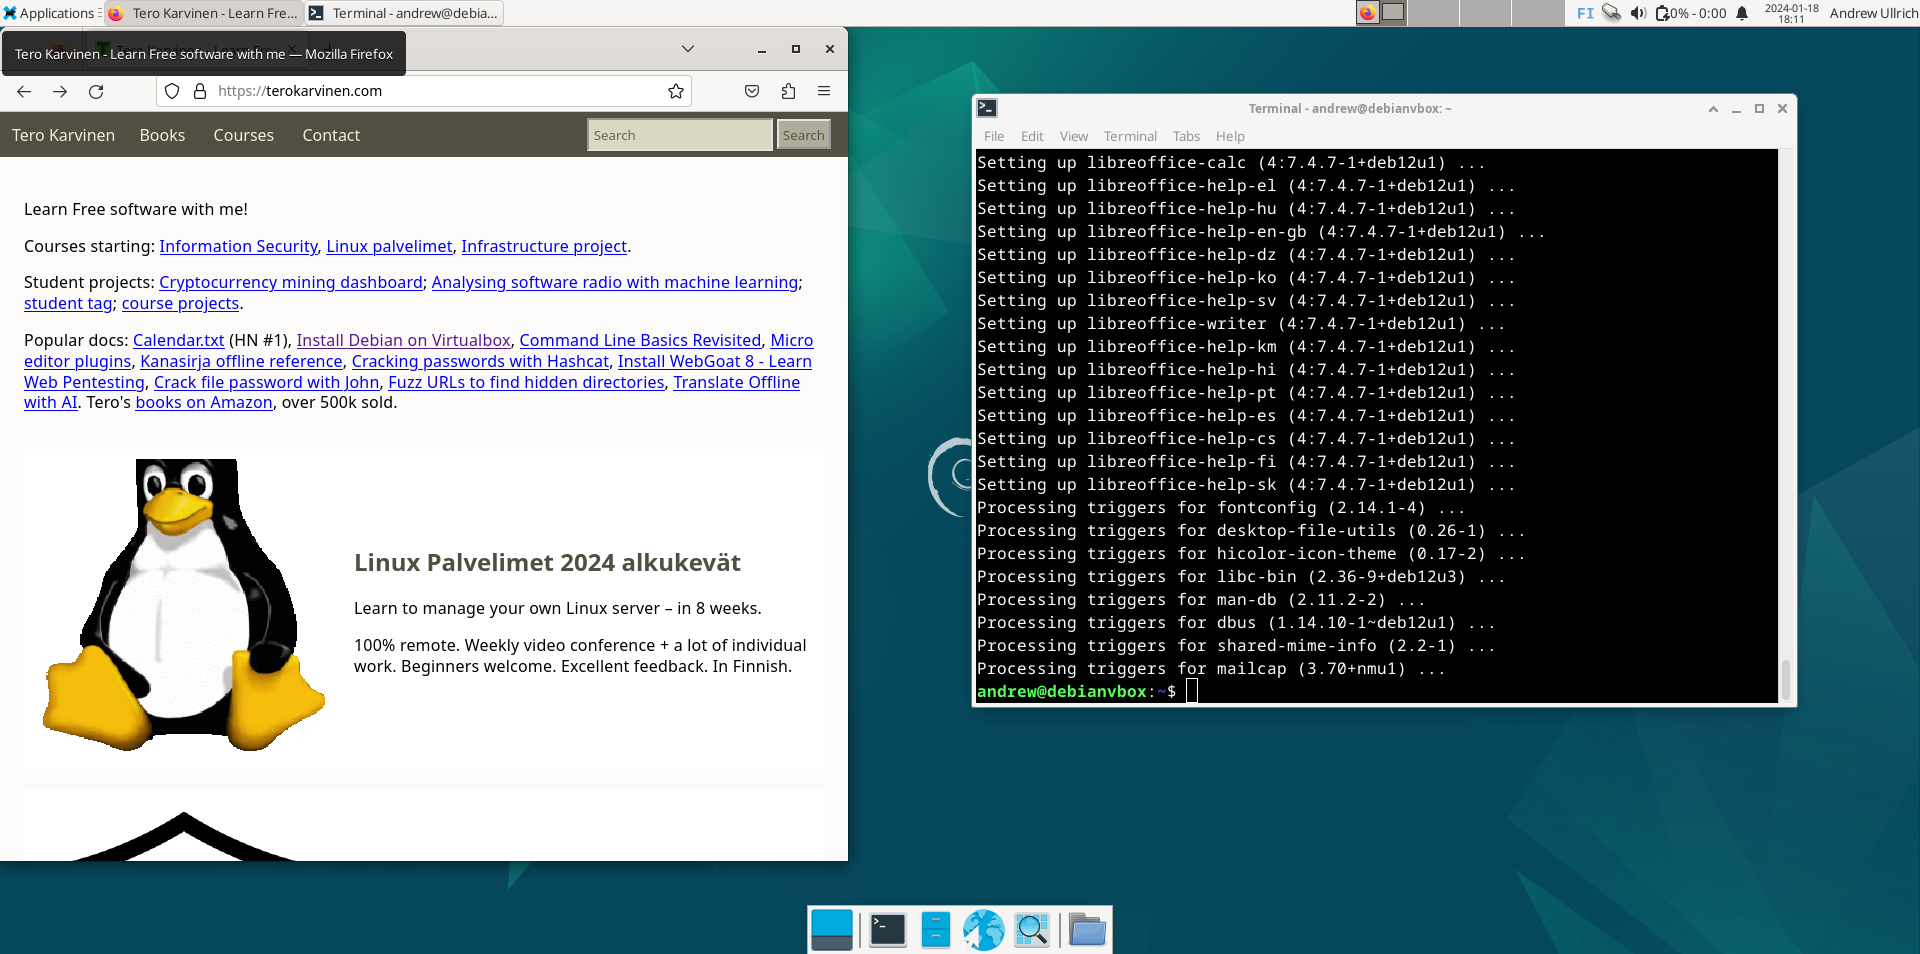 Applications
Tero Karvinen - Learn Fre...
Terminal - andrew@debia...
FI
0% - 0:00
2024-01-18
18:11
Andrew Ullrich
Tero Karvinen - Learn Free software with me — Mozilla Firefox
https://terokarvinen.com
Tero Karvinen
Books
Courses
Contact
Search
Search
Learn Free software with me!
Courses starting: Information Security, Linux palvelimet, Infrastructure project.
Student projects: Cryptocurrency mining dashboard; Analysing software radio with machine learning;
student tag; course projects.
Popular docs: Calendar.txt (HN #1), Install Debian on Virtualbox, Command Line Basics Revisited, Micro
editor plugins, Kanasirja offline reference, Cracking passwords with Hashcat, Install WebGoat 8 - Learn
Web Pentesting, Crack file password with John, Fuzz URLs to find hidden directories, Translate Offline
with AI. Tero's books on Amazon, over 500k sold.
Linux Palvelimet 2024 alkukevät
Learn to manage your own Linux server – in 8 weeks.
100% remote. Weekly video conference + a lot of individual
work. Beginners welcome. Excellent feedback. In Finnish.
Terminal - andrew@debianvbox: ~
File Edit View Terminal Tabs Help
Setting up libreoffice-calc (4:7.4.7-1+deb12u1) ...
Setting up libreoffice-help-el (4:7.4.7-1+deb12u1) ...
Setting up libreoffice-help-hu (4:7.4.7-1+deb12u1) ...
Setting up libreoffice-help-en-gb (4:7.4.7-1+deb12u1) ...
Setting up libreoffice-help-dz (4:7.4.7-1+deb12u1) ...
Setting up libreoffice-help-ko (4:7.4.7-1+deb12u1) ...
Setting up libreoffice-help-sv (4:7.4.7-1+deb12u1) ...
Setting up libreoffice-writer (4:7.4.7-1+deb12u1) ...
Setting up libreoffice-help-km (4:7.4.7-1+deb12u1) ...
Setting up libreoffice-help-hi (4:7.4.7-1+deb12u1) ...
Setting up libreoffice-help-pt (4:7.4.7-1+deb12u1) ...
Setting up libreoffice-help-es (4:7.4.7-1+deb12u1) ...
Setting up libreoffice-help-cs (4:7.4.7-1+deb12u1) ...
Setting up libreoffice-help-fi (4:7.4.7-1+deb12u1) ...
Setting up libreoffice-help-sk (4:7.4.7-1+deb12u1) ...
Processing triggers for fontconfig (2.14.1-4) ...
Processing triggers for desktop-file-utils (0.26-1) ...
Processing triggers for hicolor-icon-theme (0.17-2) ...
Processing triggers for libc-bin (2.36-9+deb12u3) ...
Processing triggers for man-db (2.11.2-2) ...
Processing triggers for dbus (1.14.10-1~deb12u1) ...
Processing triggers for shared-mime-info (2.2-1) ...
Processing triggers for mailcap (3.70+nmu1) ...
andrew@debianvbox:~$